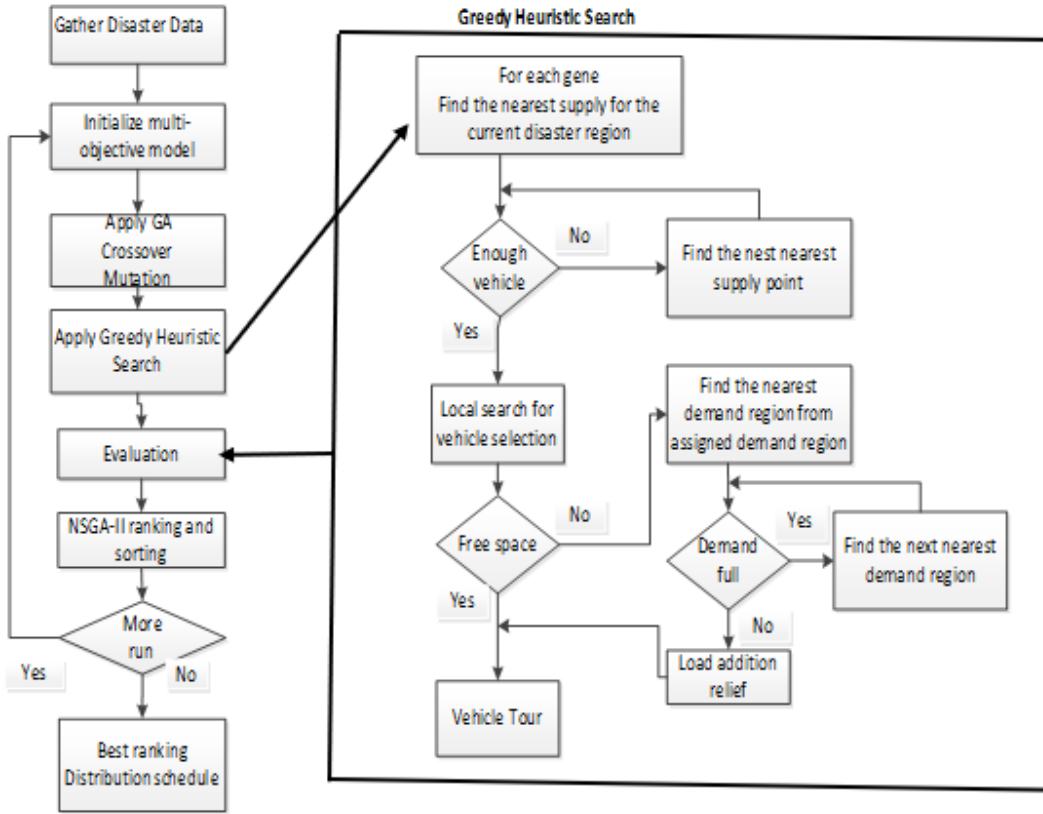 Greedy Heuristic Search
Gather Disaster Data
Initialize multi-
objective model
Apply GA
Crossover
Mutation
Apply Greedy Heuristic
Search
Evaluation
NSGA-II ranking and
sorting
More
run
Yes
No
Best ranking
Distribution schedule
For each gene
Find the nearest supply for the
current disaster region
Enough
vehicle
No
Find the nest nearest
supply point
Yes
Local search for
vehicle selection
Find the nearest
demand region from
assigned demand region
Free space
No
Demand
full
Yes
Find the next nearest
demand region
Yes
No
Load addition
relief
Vehicle Tour